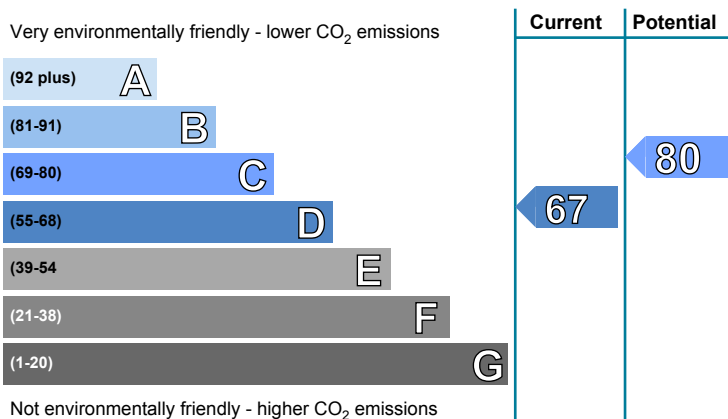 Current Potential
Very environmentally friendly - lower CO2 emissions
(92 plus) A
(81-91) B
(69-80) C
80
(55-68) D
67
(39-54 E
(21-38) F
(1-20) G
Not environmentally friendly - higher CO2 emissions